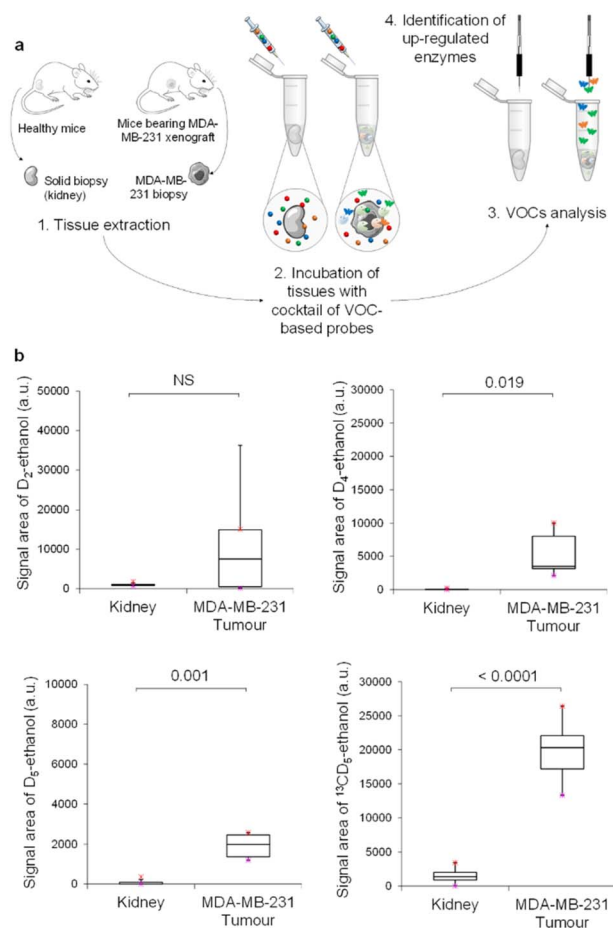 a
Healthy mice
Mice bearing MDA-
MB-231 xenograft
Solid biopsy
(kidney)
MDA-MB-
231 biopsy
1. Tissue extraction
2. Incubation of
tissues with
cocktail of VOC-
based probes
4. Identification of
up-regulated
enzymes
3. VOCs analysis
b
Signal area of D₂-ethanol (a.u.)
50000
40000
30000
20000
10000
0
NS
Kidney
MDA-MB-231
Tumour
Signal area of D₄-ethanol (a.u.)
30000
25000
20000
15000
10000
5000
0
0.019
Kidney
MDA-MB-231
Tumour
Signal area of D₅-ethanol (a.u.)
10000
8000
6000
4000
2000
0
0.001
Kidney
MDA-MB-231
Tumour
Signal area of ¹³CD₅-ethanol (a.u.)
30000
25000
20000
15000
10000
5000
0
< 0.0001
Kidney
MDA-MB-231
Tumour